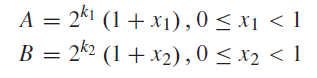 A = 2^{k_1} (1 + x_1), 0 ≤ x_1 < 1
B = 2^{k_2} (1 + x_2), 0 ≤ x_2 < 1